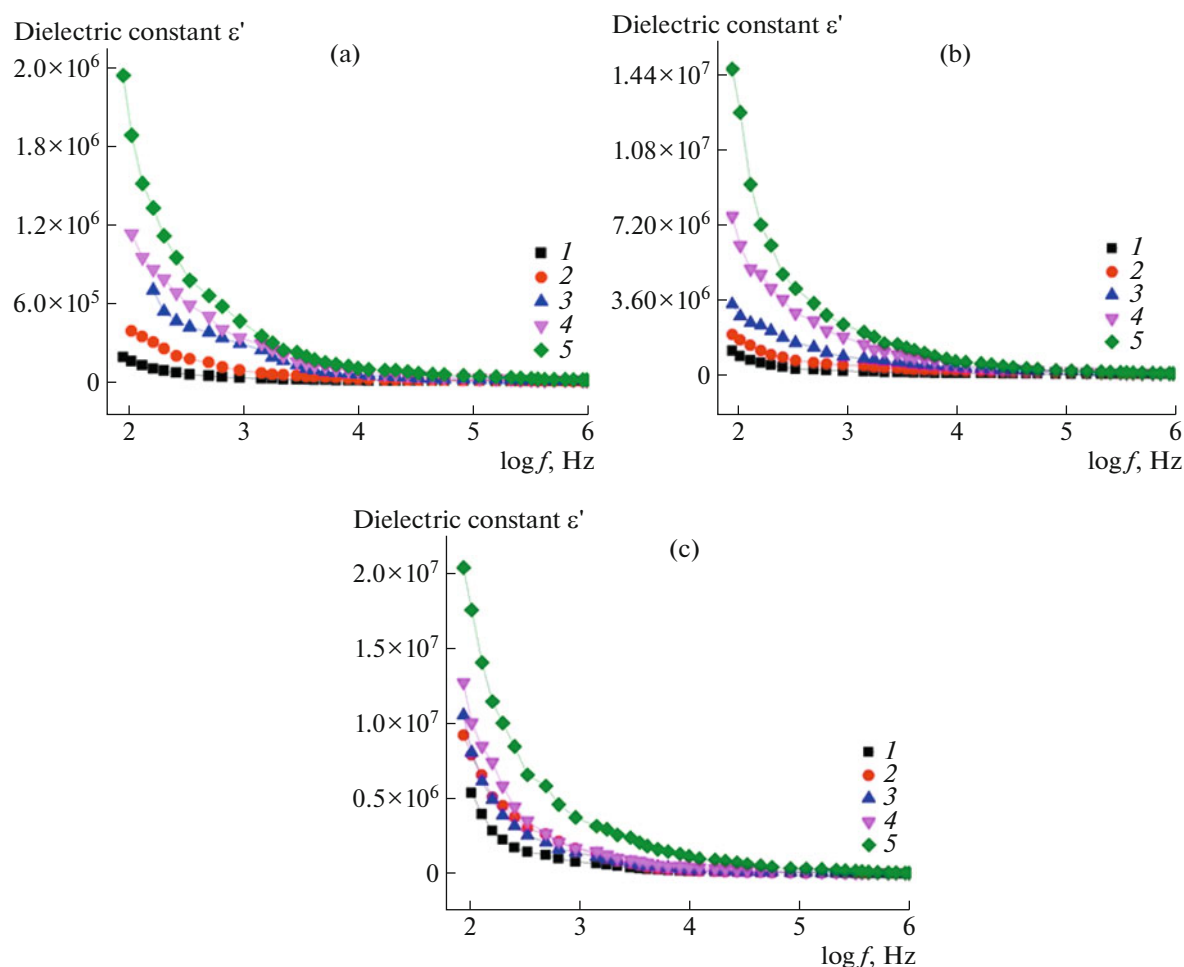 Dielectric constant ε'
(a)
2.0×10⁶
1.8×10⁶
1.2×10⁶
6.0×10⁵
0
1
2
3
4
5
2 3 4 5 6
log f, Hz
Dielectric constant ε'
(b)
1.44×10⁷
1.08×10⁷
7.20×10⁶
3.60×10⁶
0
1
2
3
4
5
2 3 4 5 6
log f, Hz
Dielectric constant ε'
(c)
2.0×10⁷
1.5×10⁷
1.0×10⁷
0.5×10⁶
0
1
2
3
4
5
2 3 4 5 6
log f, Hz